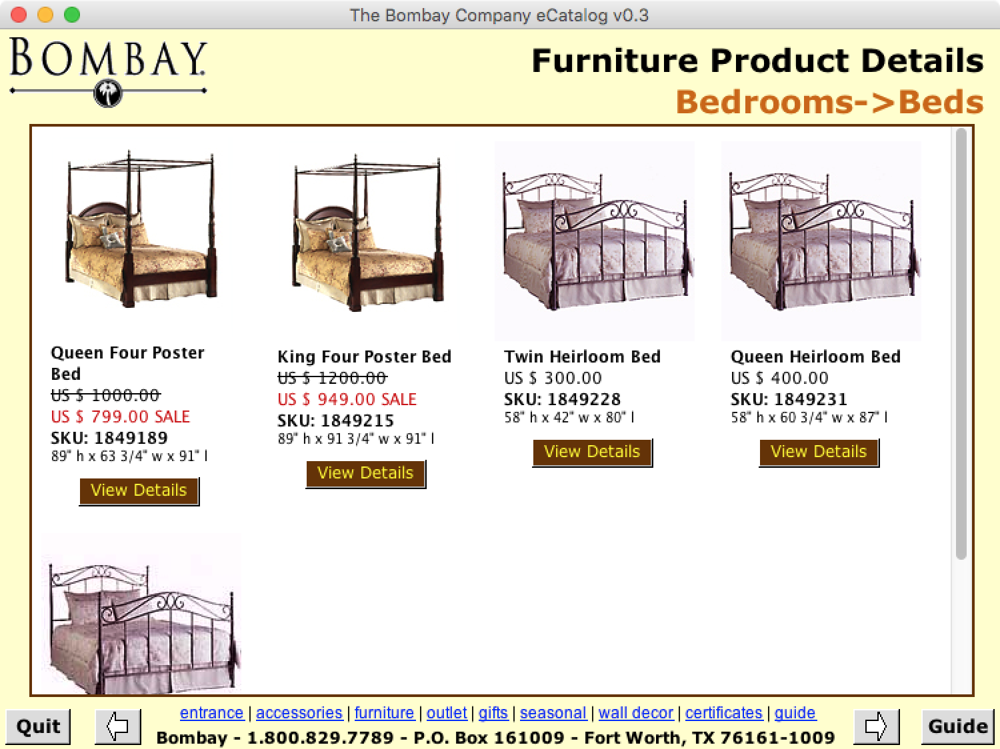 The Bombay Company eCatalog v0.3
BOMBAY.
Furniture Product Details
Bedrooms->Beds
Queen Four Poster
Bed
US $ 1000.00
US $ 799.00 SALE
SKU: 1849189
89" h x 63 3/4" w x 91" l
View Details
King Four Poster Bed
US $ 1200.00
US $ 949.00 SALE
SKU: 1849215
89" h x 91 3/4" w x 91" l
View Details
Twin Heirloom Bed
US $ 300.00
SKU: 1849228
58" h x 42" w x 80" l
View Details
Queen Heirloom Bed
US $ 400.00
SKU: 1849231
58" h x 60 3/4" w x 87" l
View Details
Quit
entrance | accessories | furniture | outlet | gifts | seasonal | wall decor | certificates | guide
Bombay - 1.800.829.7789 - P.O. Box 161009 - Fort Worth, TX 76161-1009
Guide